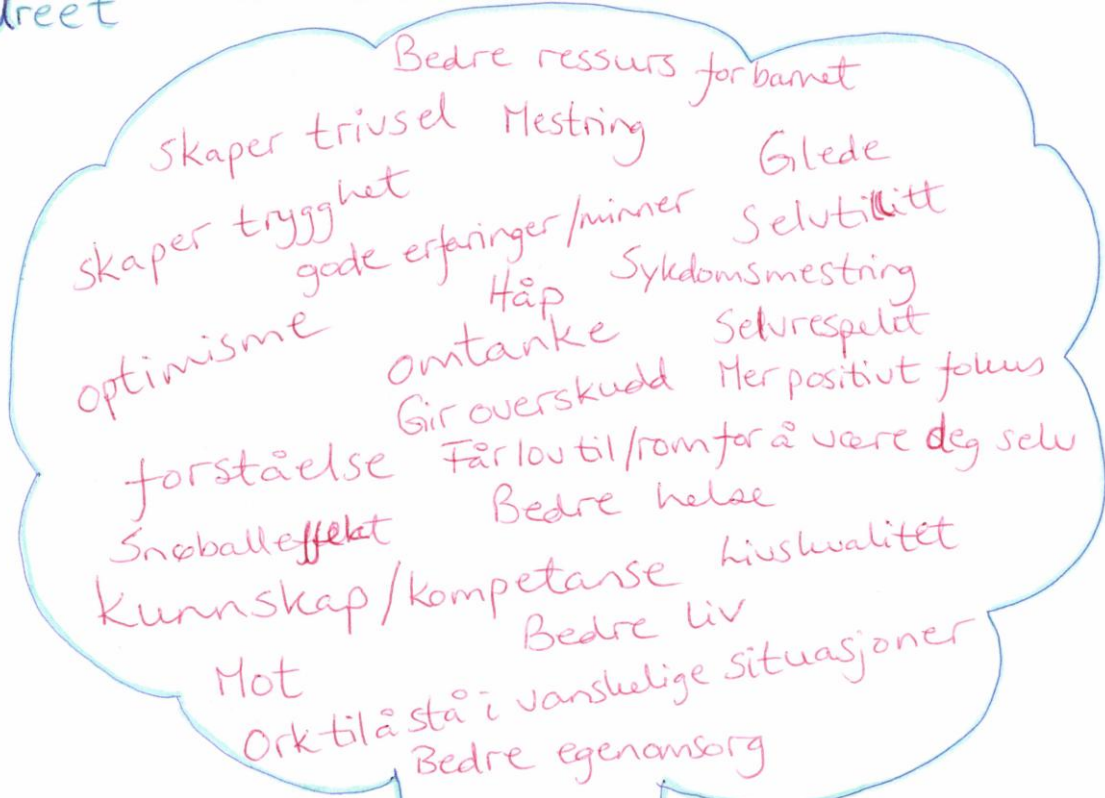 treet
Bedre ressurs for barnet
Skaper trivsel Mestring
Glede
Skaper trygghet
gode erfaringer/minner Selvtillitt
Håp Sykdomsmestring
optimisme omtanke Selvrespekt
Gir overskudd Mer positivt fokus
forståelse Får lov til/rom for å være deg selv
Snøballeffekt Bedre helse
kunnskap/kompetanse Livskvalitet
Bedre liv
Mot
Ork til å stå i vanskelige situasjoner
Bedre egenomsorg